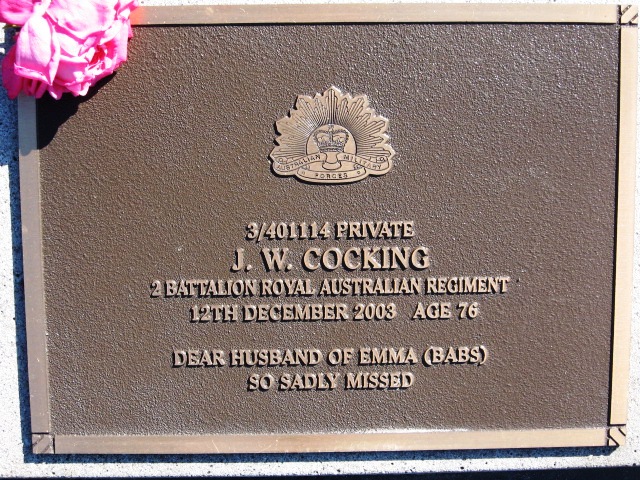 AUSTRALIAN MILITARY
FORCES
3/401114 PRIVATE
J. W. COCKING
2 BATTALION ROYAL AUSTRALIAN REGIMENT
12TH DECEMBER 2003 AGE 76
DEAR HUSBAND OF EMMA (BABS)
SO SADLY MISSED